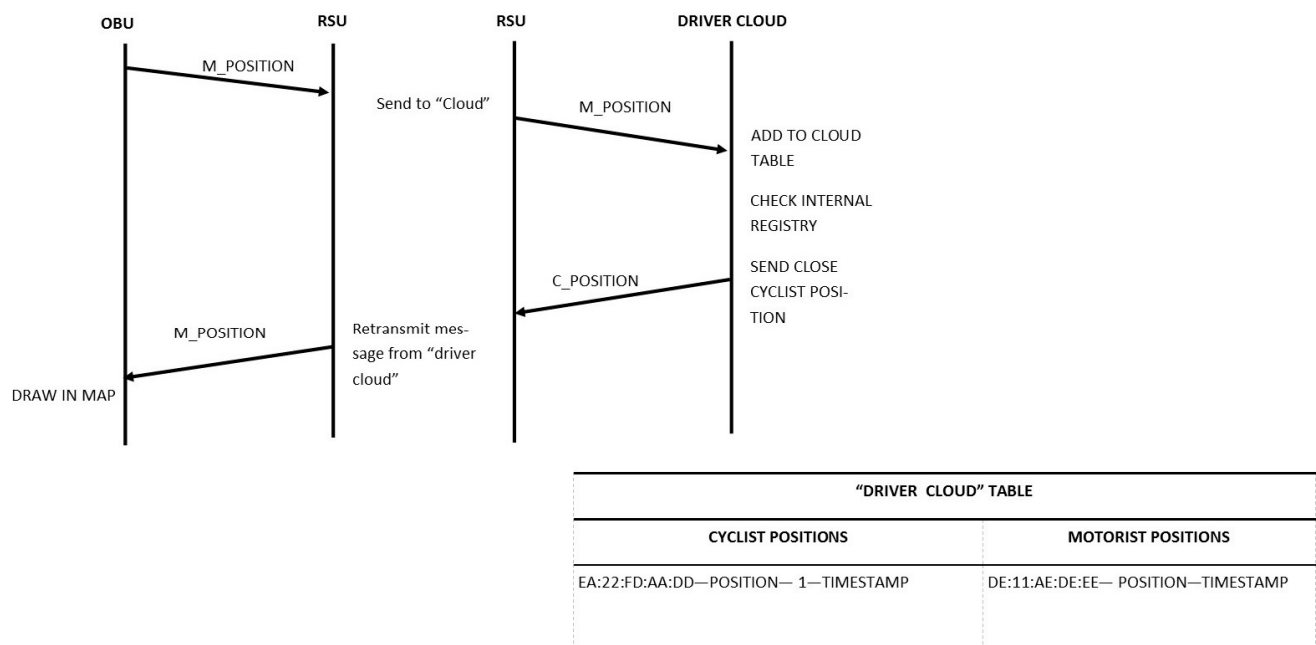 OBU
RSU
RSU
DRIVER CLOUD
M_POSITION
Send to “Cloud”
M_POSITION
ADD TO CLOUD
TABLE
CHECK INTERNAL
REGISTRY
SEND CLOSE
CYCLIST POSI-
TION
C_POSITION
M_POSITION
Retransmit mes-
sage from “driver
cloud”
DRAW IN MAP
“DRIVER CLOUD” TABLE
CYCLIST POSITIONS
MOTORIST POSITIONS
EA:22:FD:AA:DD—POSITION— 1—TIMESTAMP
DE:11:AE:DE:EE— POSITION—TIMESTAMP